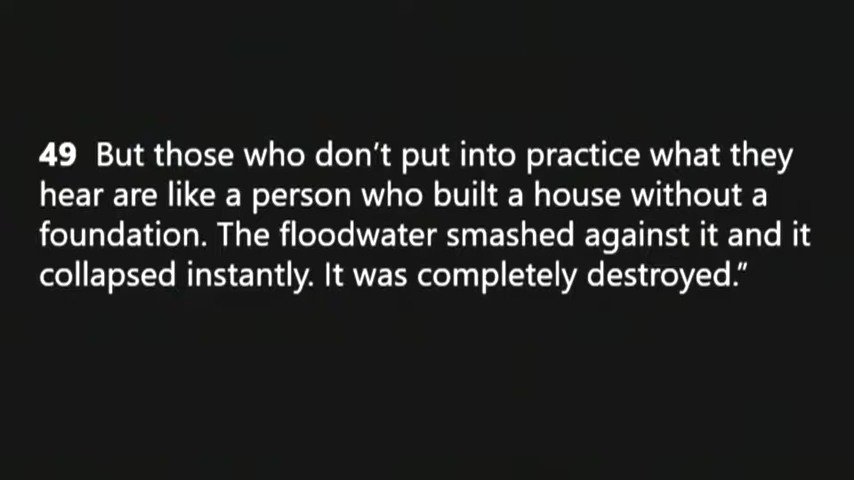 49 But those who don't put into practice what they
hear are like a person who built a house without a
foundation. The floodwater smashed against it and it
collapsed instantly. It was completely destroyed.”